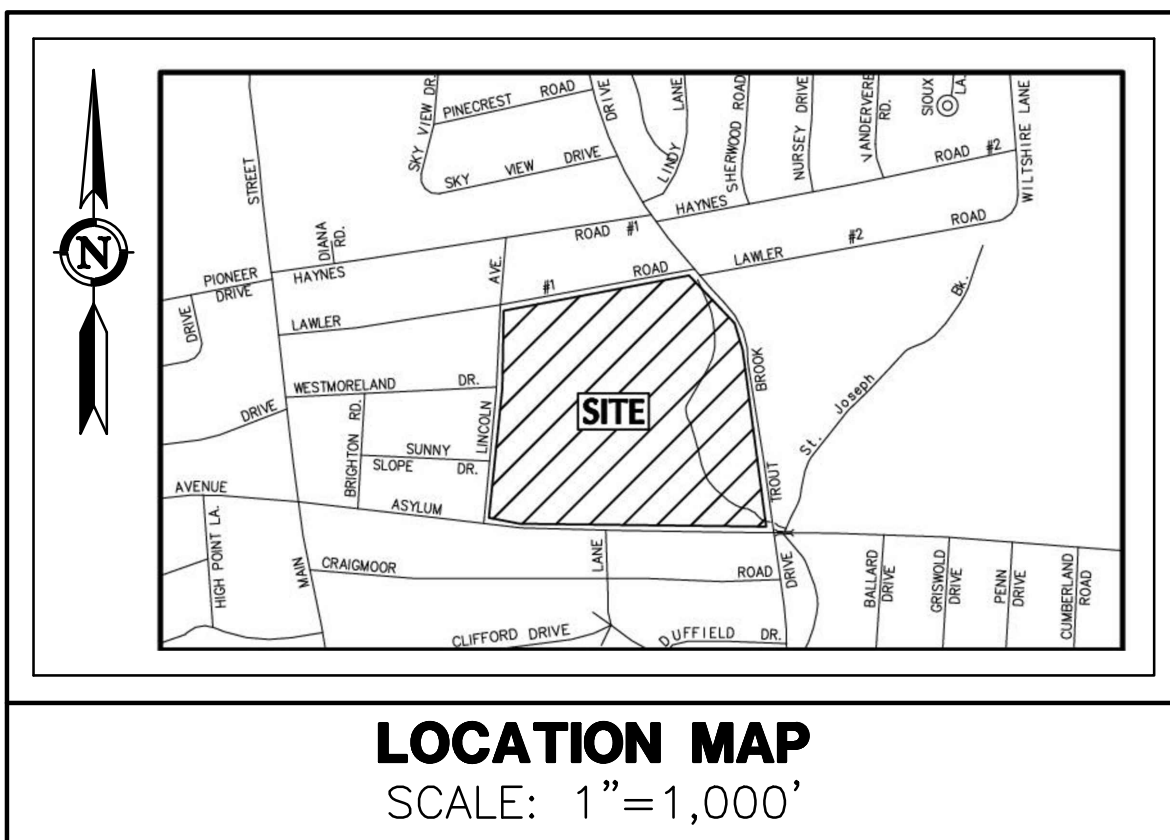 SKY VIEW DR.
PINECREST ROAD
DRIVE
LINDY LANE
SHERWOOD ROAD
NURSEY DRIVE
VANDERVERE RD.
SIOUX LA.
WILTSHIRE LANE
SKY VIEW DRIVE
STREET
HAYNES ROAD #2
DIANA RD.
HAYNES ROAD #1
PIONEER DRIVE
AVE.
N
LAWLER #1 ROAD
LAWLER #2 ROAD
DRIVE
BK.
WESTMORELAND DR.
BROOK
St. Joseph
DRIVE
BRIGHTON RD.
LINCOLN
SITE
SUNNY
SLOPE DR.
TROUT
AVENUE
ASYLUM
HIGH POINT LA.
MAIN
CRAIGMOOR ROAD
LANE
DRIVE
BALLARD DRIVE
GRISWOLD DRIVE
PENN DRIVE
CUMBERLAND ROAD
CLIFFORD DRIVE
DUFFIELD DR.
LOCATION MAP
SCALE: 1”=1,000’